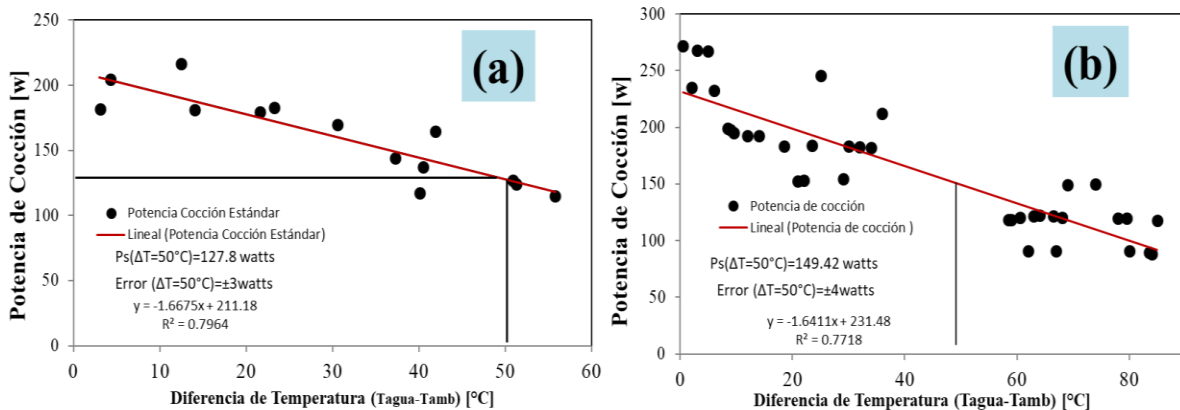 (a)
Potencia de Cocción [w]
250
200
150
100
50
0
Potencia Cocción Estándar
Lineal (Potencia Cocción Estándar)
Ps(ΔT=50°C)=127.8 watts
Error (ΔT=50°C)=±3watts
y = -1.6675x + 211.18
R² = 0.7964
0 10 20 30 40 50 60
Diferencia de Temperatura (Tagua-Tamb) [°C]
(b)
Potencia de Cocción [w]
300
250
200
150
100
50
0
Potencia de cocción
Lineal (Potencia de cocción )
Ps(ΔT=50°C)=149.42 watts
Error (ΔT=50°C)=±4watts
y = -1.6411x + 231.48
R² = 0.7718
0 20 40 60 80
Diferencia de Temperatura (Tagua-Tamb) [°C]